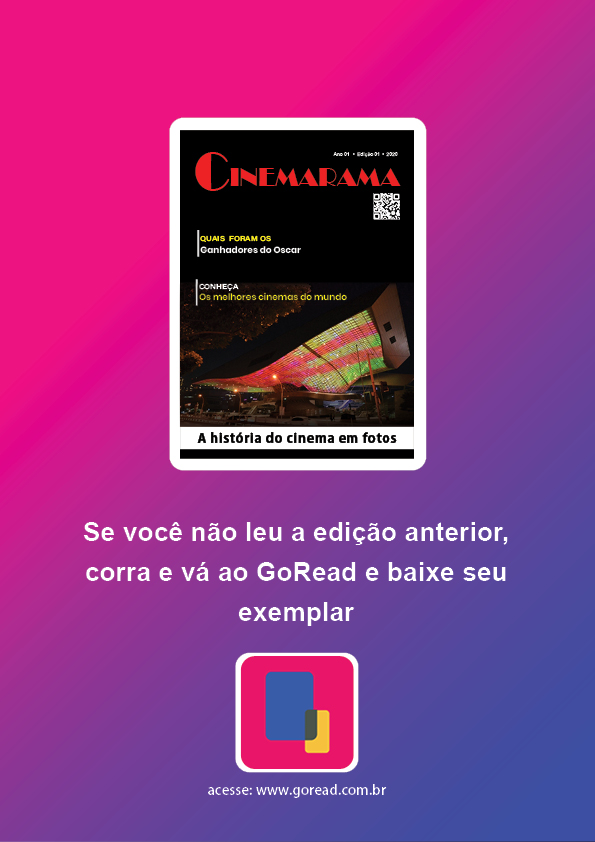 Ano 01 • Edição 01 • 2020
CINEMARAMA
QUAIS FORAM OS
Ganhadores do Oscar
CONHEÇA
Os melhores cinemas do mundo
A história do cinema em fotos
Se você não leu a edição anterior,
corra e vá ao GoRead e baixe seu
exemplar
acesse: www.goread.com.br